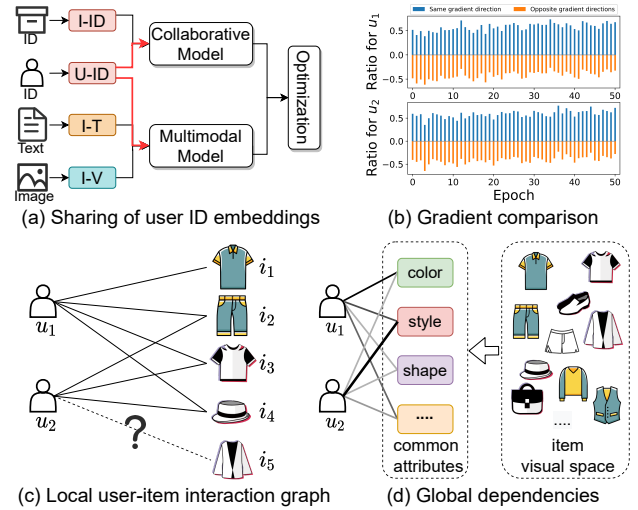 ID
I-ID
ID
U-ID
Text
I-T
Image
I-V
Collaborative
Model
Multimodal
Model
Optimization
(a) Sharing of user ID embeddings
Same gradient direction
Opposite gradient directions
Ratio for u1
0.5
0.0
0.5
0 10 20 30 40 50
Ratio for u2
0.5
0.0
0.5
0 10 20 30 40 50
Epoch
(b) Gradient comparison
u1
u2
i1
i2
i3
i4
i5
?
(c) Local user-item interaction graph
u1
u2
color
style
shape
....
common
attributes
....
item
visual space
(d) Global dependencies